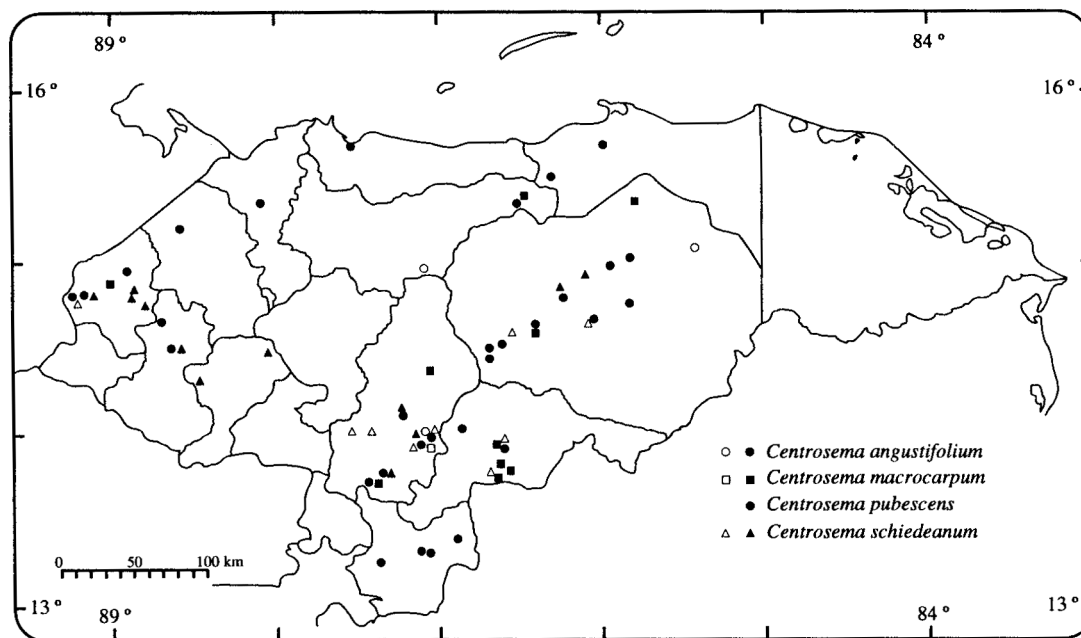 89° 84°
16° 16°
Centrosema angustifolium
Centrosema macrocarpum
Centrosema pubescens
Centrosema schiedeanum
0 50 100 km
13° 89° 84° 13°